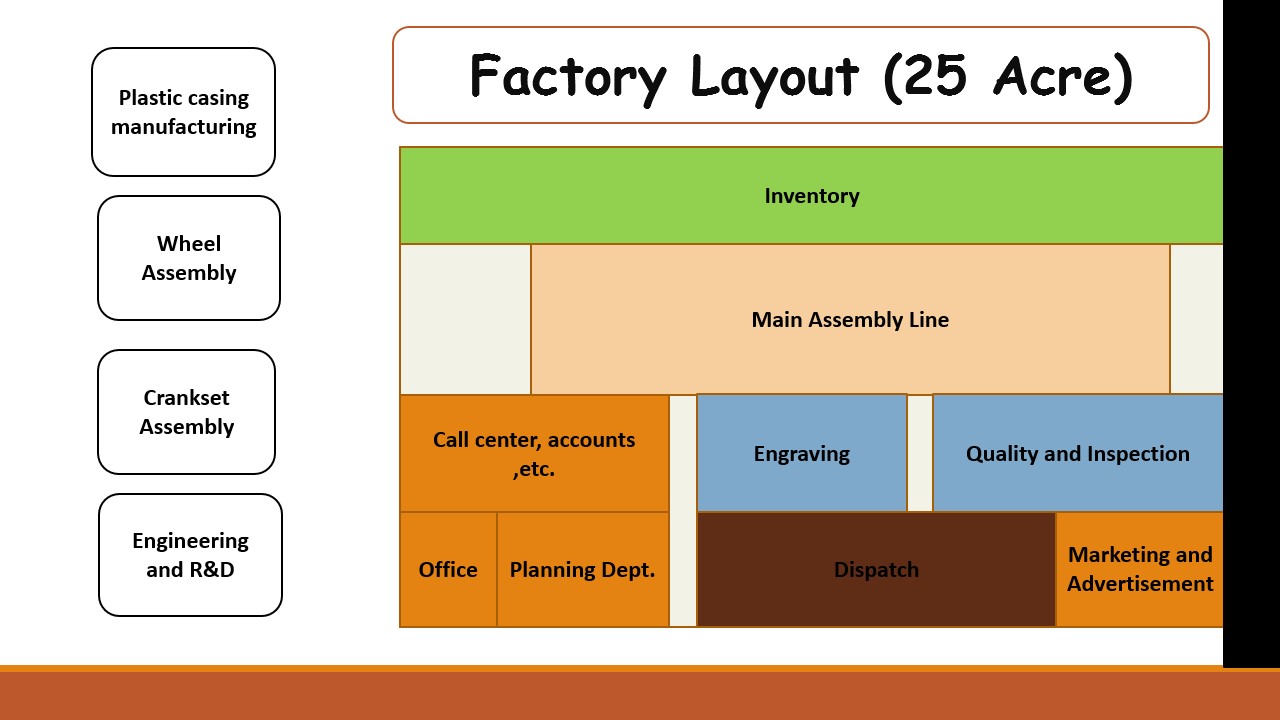 Factory Layout (25 Acre)
Plastic casing
manufacturing
Wheel
Assembly
Crankset
Assembly
Engineering
and R&D
Inventory
Main Assembly Line
Call center, accounts
,etc.
Engraving
Quality and Inspection
Office
Planning Dept.
Dispatch
Marketing and
Advertisement